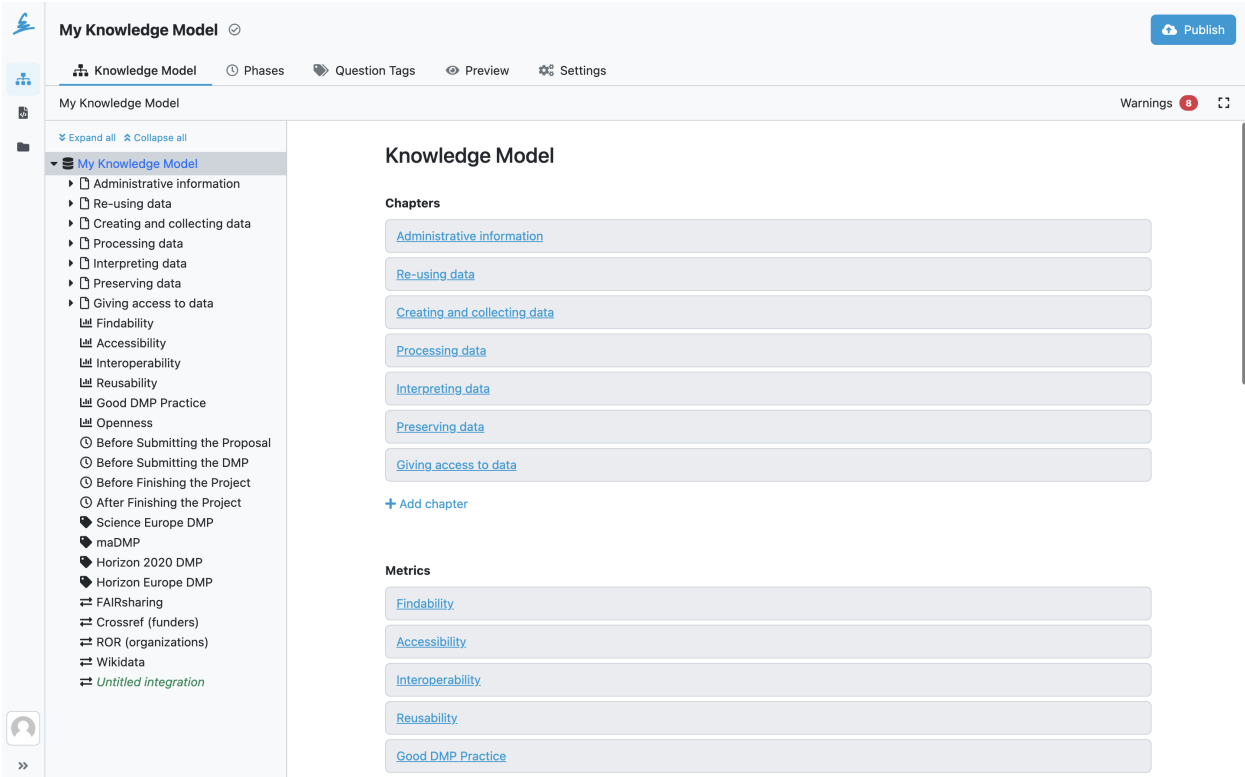 My Knowledge Model
Publish
Knowledge Model
Phases
Question Tags
Preview
Settings
My Knowledge Model
Warnings 8
Expand all Collapse all
My Knowledge Model
Administrative information
Re-using data
Creating and collecting data
Processing data
Interpreting data
Preserving data
Giving access to data
Findability
Accessibility
Interoperability
Reusability
Good DMP Practice
Openness
Before Submitting the Proposal
Before Submitting the DMP
Before Finishing the Project
After Finishing the Project
Science Europe DMP
maDMP
Horizon 2020 DMP
Horizon Europe DMP
FAIRsharing
Crossref (funders)
ROR (organizations)
Wikidata
Untitled integration
Knowledge Model
Chapters
Administrative information
Re-using data
Creating and collecting data
Processing data
Interpreting data
Preserving data
Giving access to data
Add chapter
Metrics
Findability
Accessibility
Interoperability
Reusability
Good DMP Practice